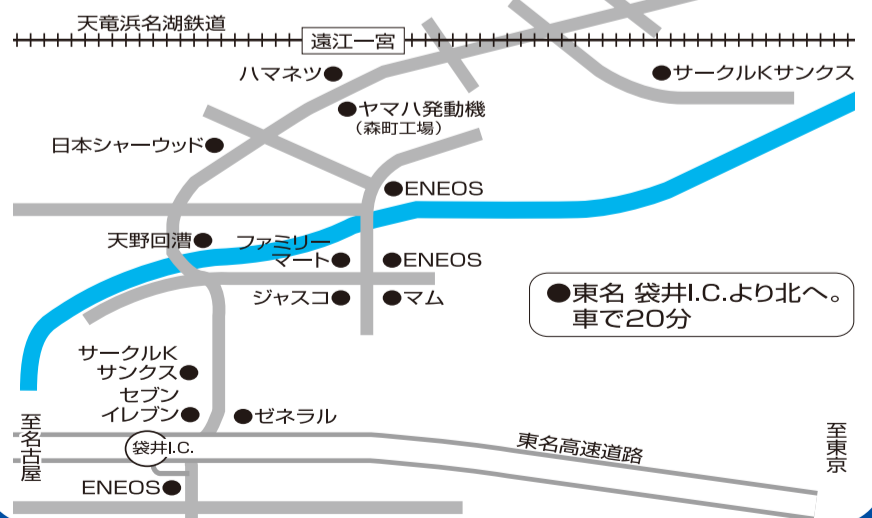 天竜浜名湖鉄道
遠江一宮
ハマネツ●
●サークルKサンクス
●ヤマハ発動機
(森町工場)
日本シャーウッド●
●ENEOS
天野回漕●
ファミリー
マート●
●ENEOS
ジャスコ●
●マム
●東名 袋井I.C.より北へ。
車で20分
サークルK
サンクス●
セブン
イレブン●
●ゼネラル
至名古屋
袋井I.C.
東名高速道路
至東京
ENEOS●